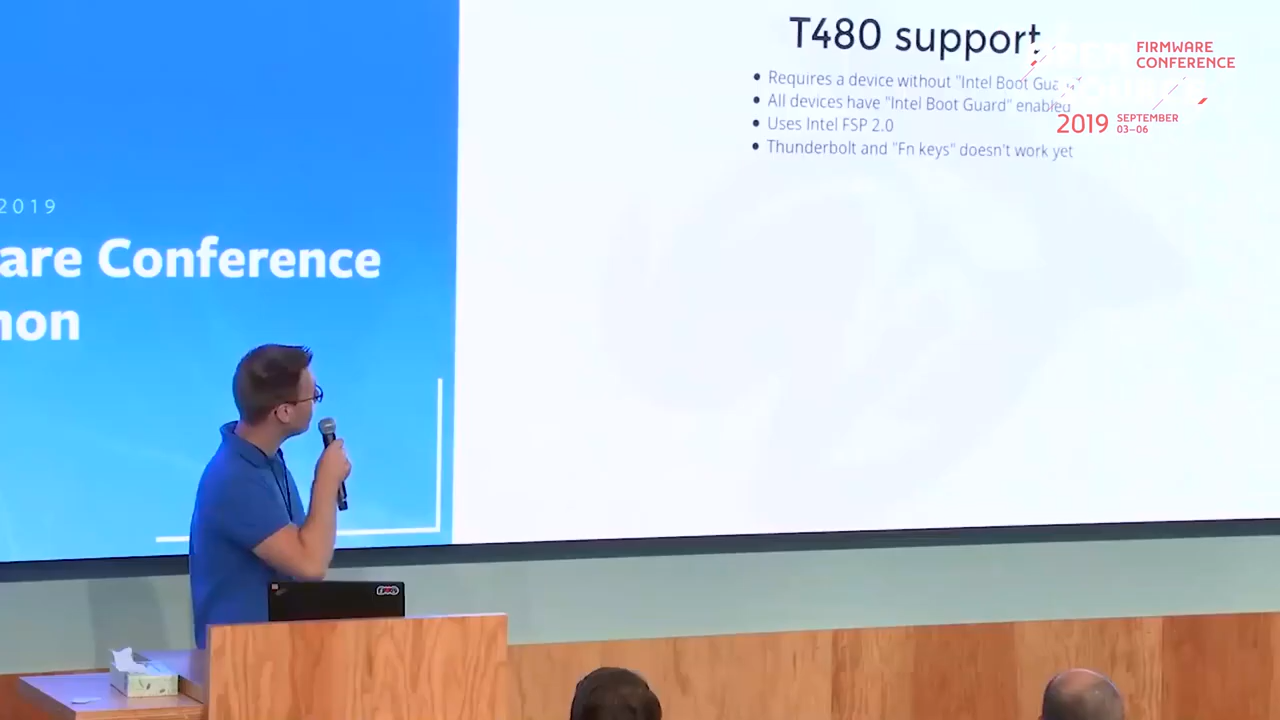 2019
are Conference
non
T480 support
FIRMWARE
CONFERENCE
• Requires a device without "Intel Boot
• All devices have "Intel Boot Guard" enabled
• Uses Intel FSP 2.0
• Thunderbolt and "Fn keys" doesn't work yet
2019 SEPTEMBER
03–06